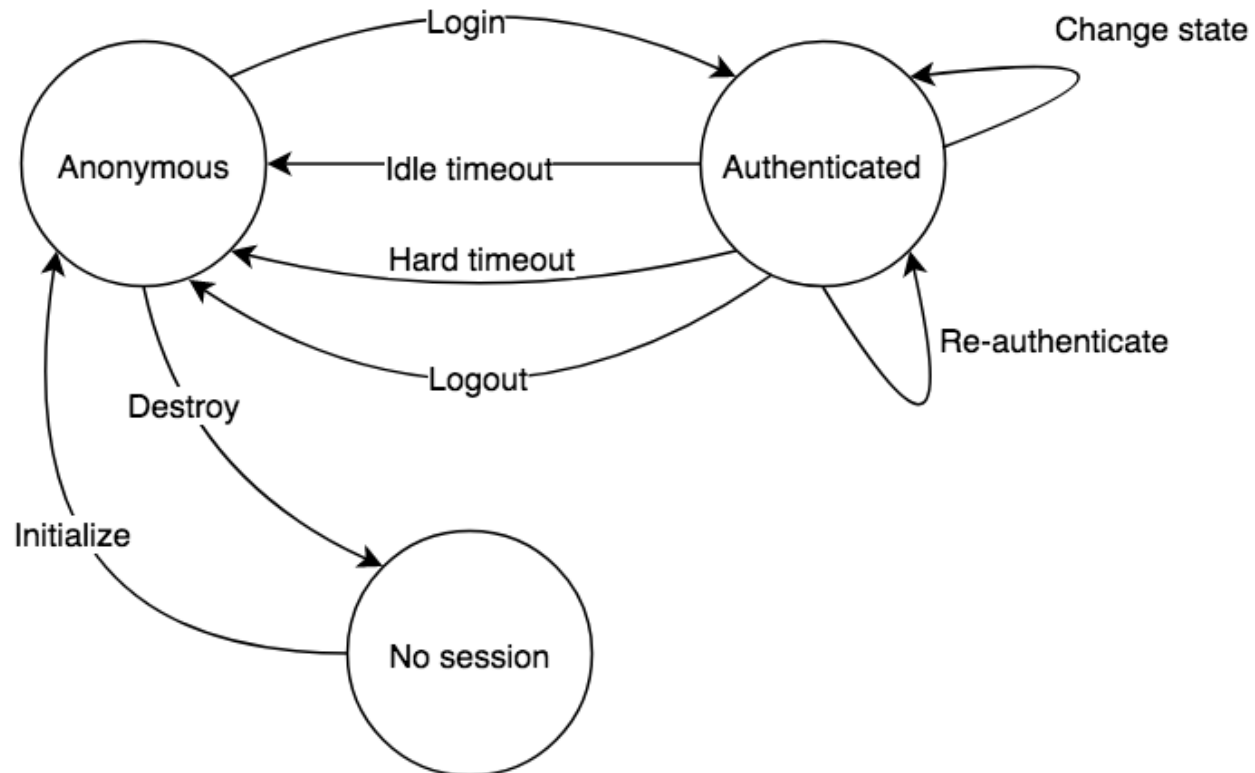 Login
Change state
Anonymous
Idle timeout
Authenticated
Hard timeout
Re-authenticate
Logout
Destroy
Initialize
No session